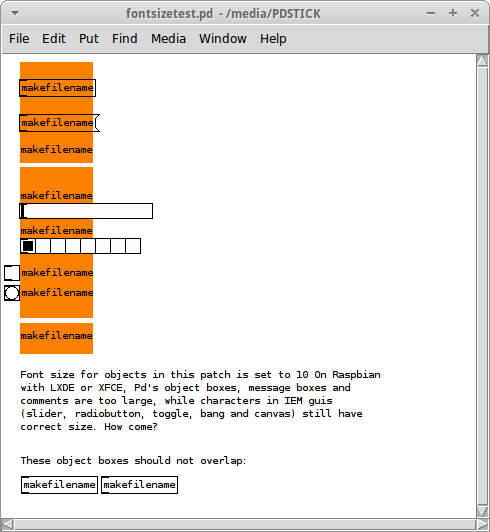 fontsizetest.pd - /media/PDSTICK
File Edit Put Find Media Window Help
makefilename
makefilename
makefilename
makefilename
makefilename
makefilename
makefilename
makefilename
Font size for objects in this patch is set to 10 On Raspbian
with LXDE or XFCE, Pd's object boxes, message boxes and
comments are too large, while characters in IEM guis
(slider, radiobutton, toggle, bang and canvas) still have
correct size. How come?
These object boxes should not overlap:
makefilename makefilename